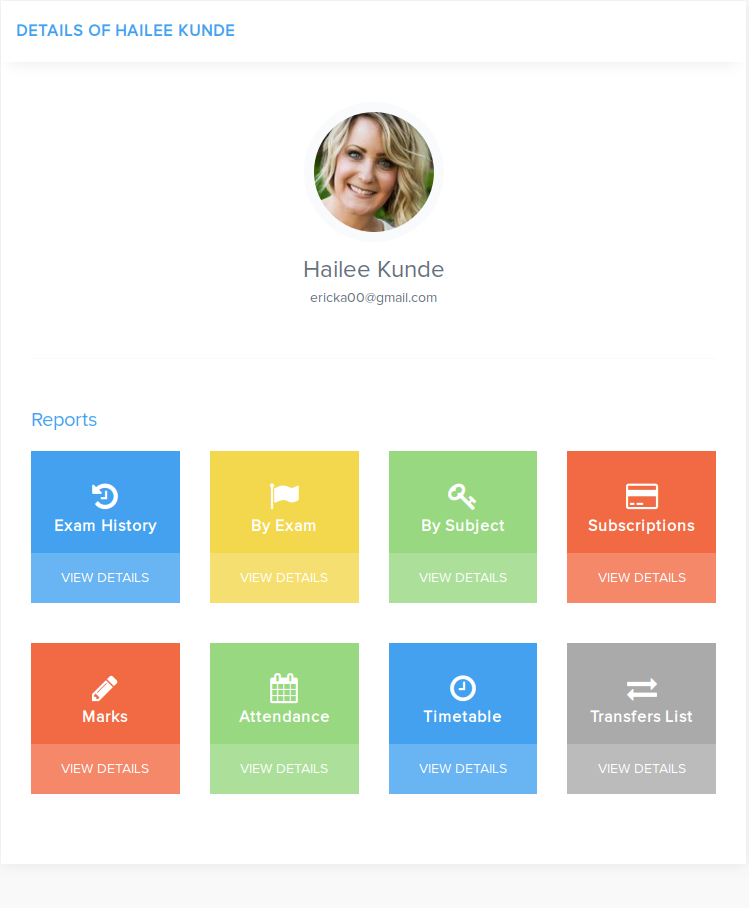 DETAILS OF HAILEE KUNDE
Hailee Kunde
ericka00@gmail.com
Reports
Exam History
By Exam
By Subject
Subscriptions
VIEW DETAILS
VIEW DETAILS
VIEW DETAILS
VIEW DETAILS
Marks
Attendance
Timetable
Transfers List
VIEW DETAILS
VIEW DETAILS
VIEW DETAILS
VIEW DETAILS